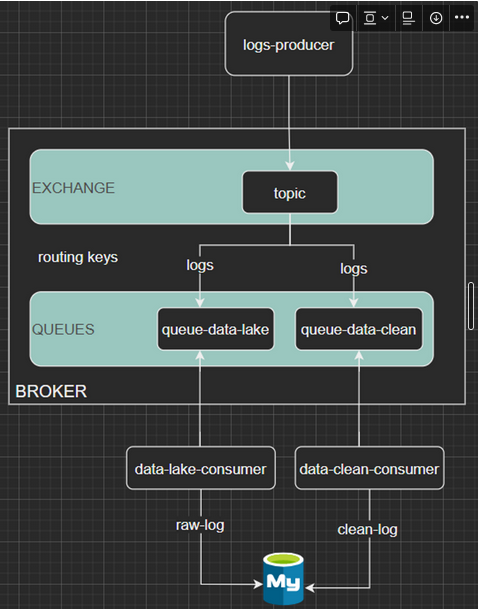 logs-producer
EXCHANGE
topic
routing keys
logs
logs
QUEUES
queue-data-lake
queue-data-clean
BROKER
data-lake-consumer
data-clean-consumer
raw-log
clean-log
My